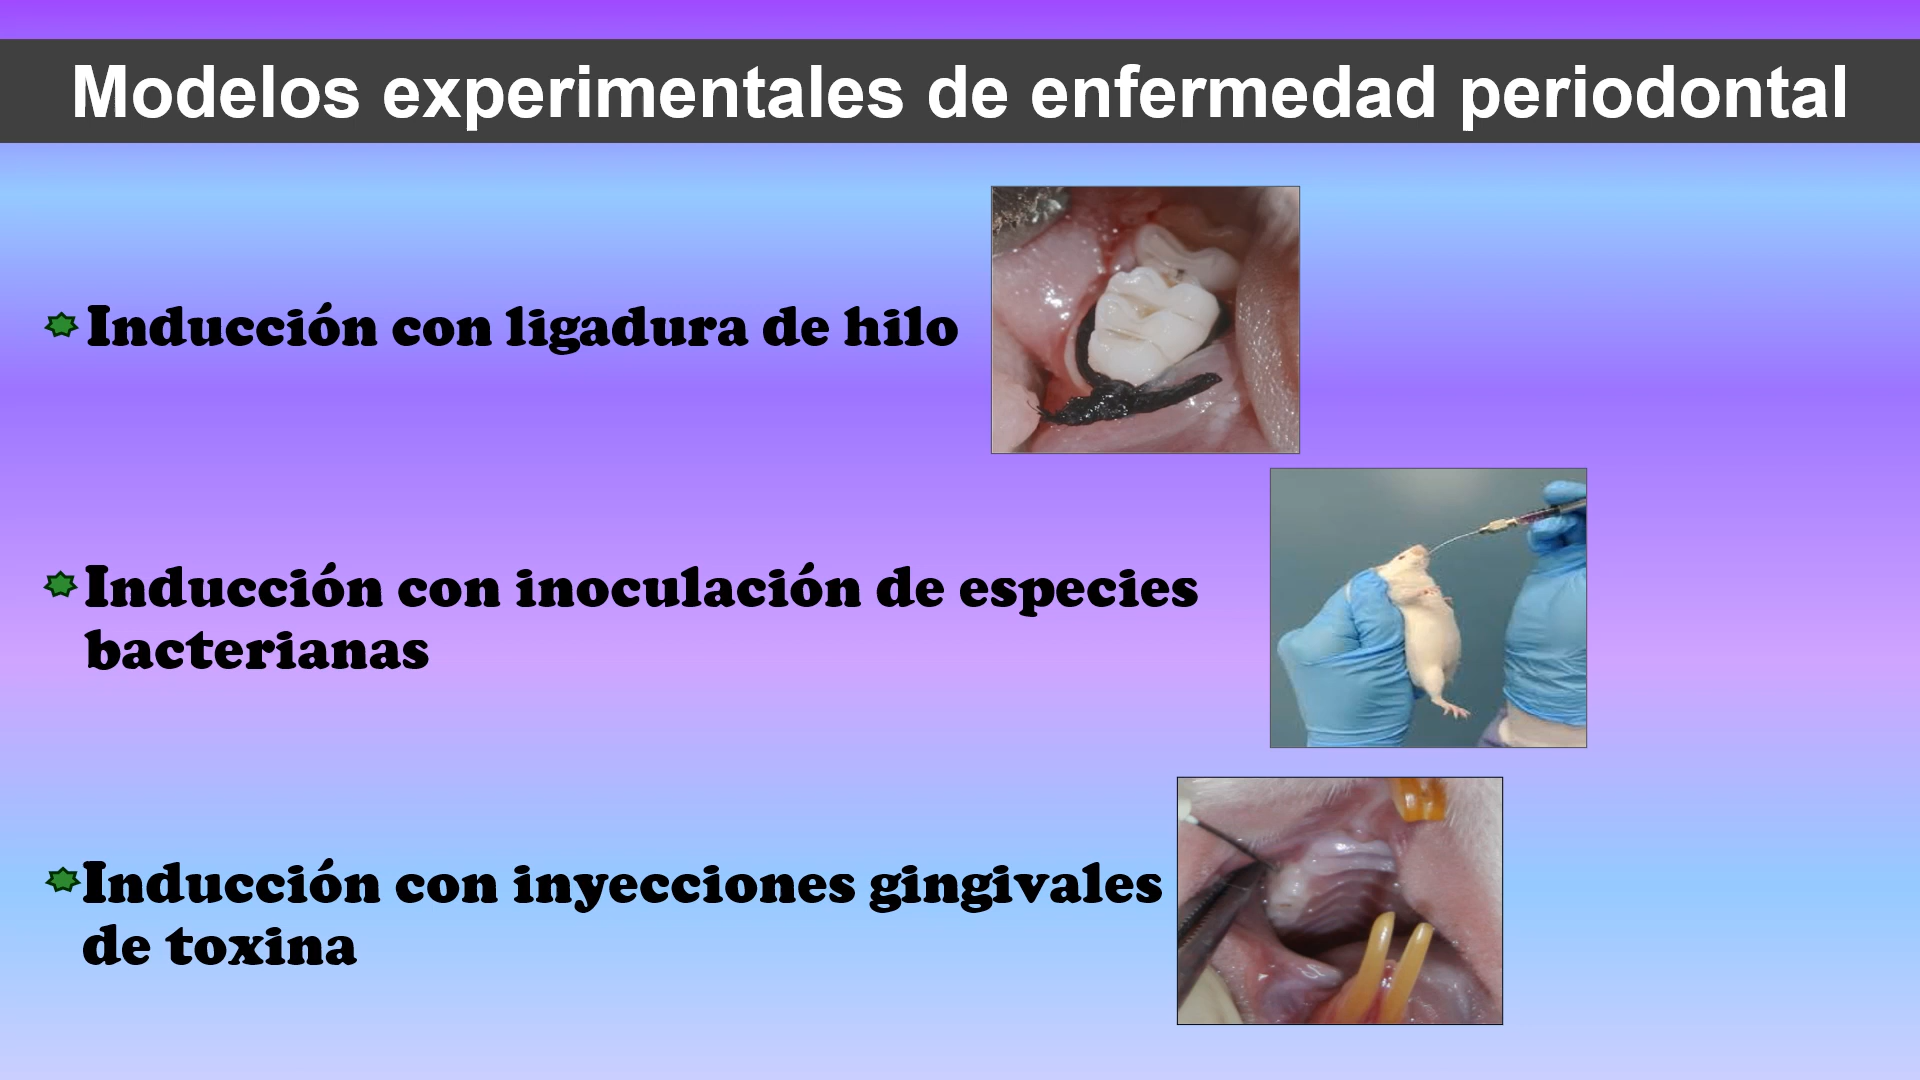 Modelos experimentales de enfermedad periodontal
Inducción con ligadura de hilo
Inducción con inoculación de especies
bacterianas
Inducción con inyecciones gingivales
de toxina